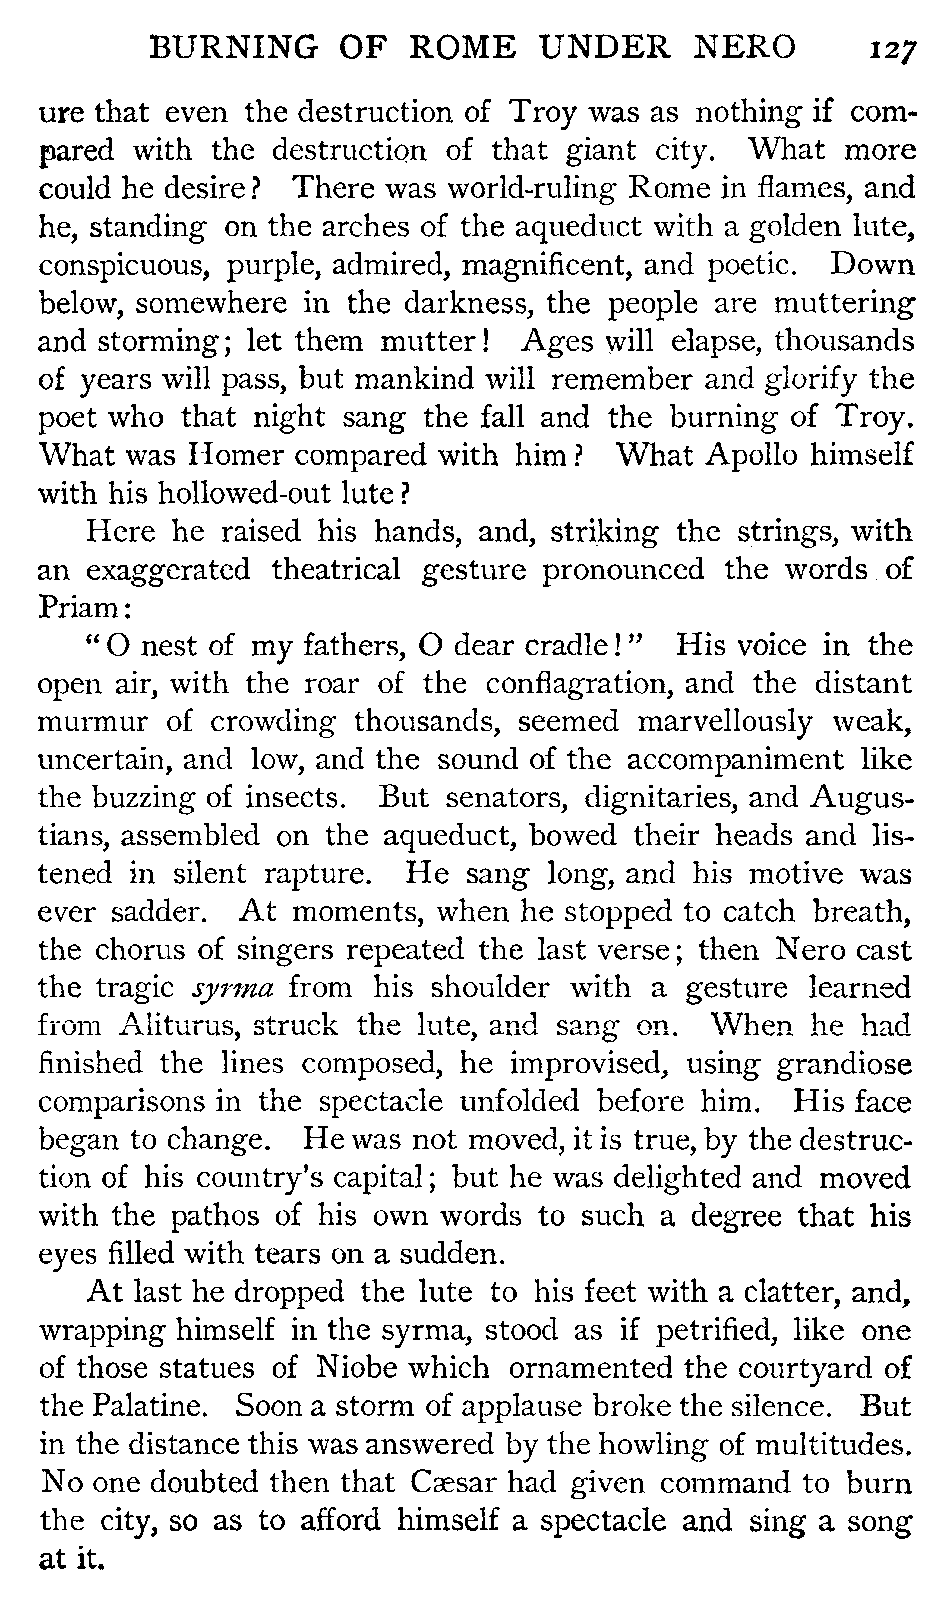 BURNING OF ROME UNDER NERO 127
ure that even the destruction of Troy was as nothing if com-
pared with the destruction of that giant city. What more
could he desire? There was world-ruling Rome in flames, and
he, standing on the arches of the aqueduct with a golden lute,
conspicuous, purple, admired, magnificent, and poetic. Down
below, somewhere in the darkness, the people are muttering
and storming; let them mutter! Ages will elapse, thousands
of years will pass, but mankind will remember and glorify the
poet who that night sang the fall and the burning of Troy.
What was Homer compared with him? What Apollo himself
with his hollowed-out lute?
Here he raised his hands, and, striking the strings, with
an exaggerated theatrical gesture pronounced the words of
Priam:
"O nest of my fathers, O dear cradle!" His voice in the
open air, with the roar of the conflagration, and the distant
murmur of crowding thousands, seemed marvellously weak,
uncertain, and low, and the sound of the accompaniment like
the buzzing of insects. But senators, dignitaries, and Augus-
tians, assembled on the aqueduct, bowed their heads and lis-
tened in silent rapture. He sang long, and his motive was
ever sadder. At moments, when he stopped to catch breath,
the chorus of singers repeated the last verse; then Nero cast
the tragic syrma from his shoulder with a gesture learned
from Aliturus, struck the lute, and sang on. When he had
finished the lines composed, he improvised, using grandiose
comparisons in the spectacle unfolded before him. His face
began to change. He was not moved, it is true, by the destruc-
tion of his country's capital; but he was delighted and moved
with the pathos of his own words to such a degree that his
eyes filled with tears on a sudden.
At last he dropped the lute to his feet with a clatter, and,
wrapping himself in the syrma, stood as if petrified, like one
of those statues of Niobe which ornamented the courtyard of
the Palatine. Soon a storm of applause broke the silence. But
in the distance this was answered by the howling of multitudes.
No one doubted then that Cæsar had given command to burn
the city, so as to afford himself a spectacle and sing a song
at it.